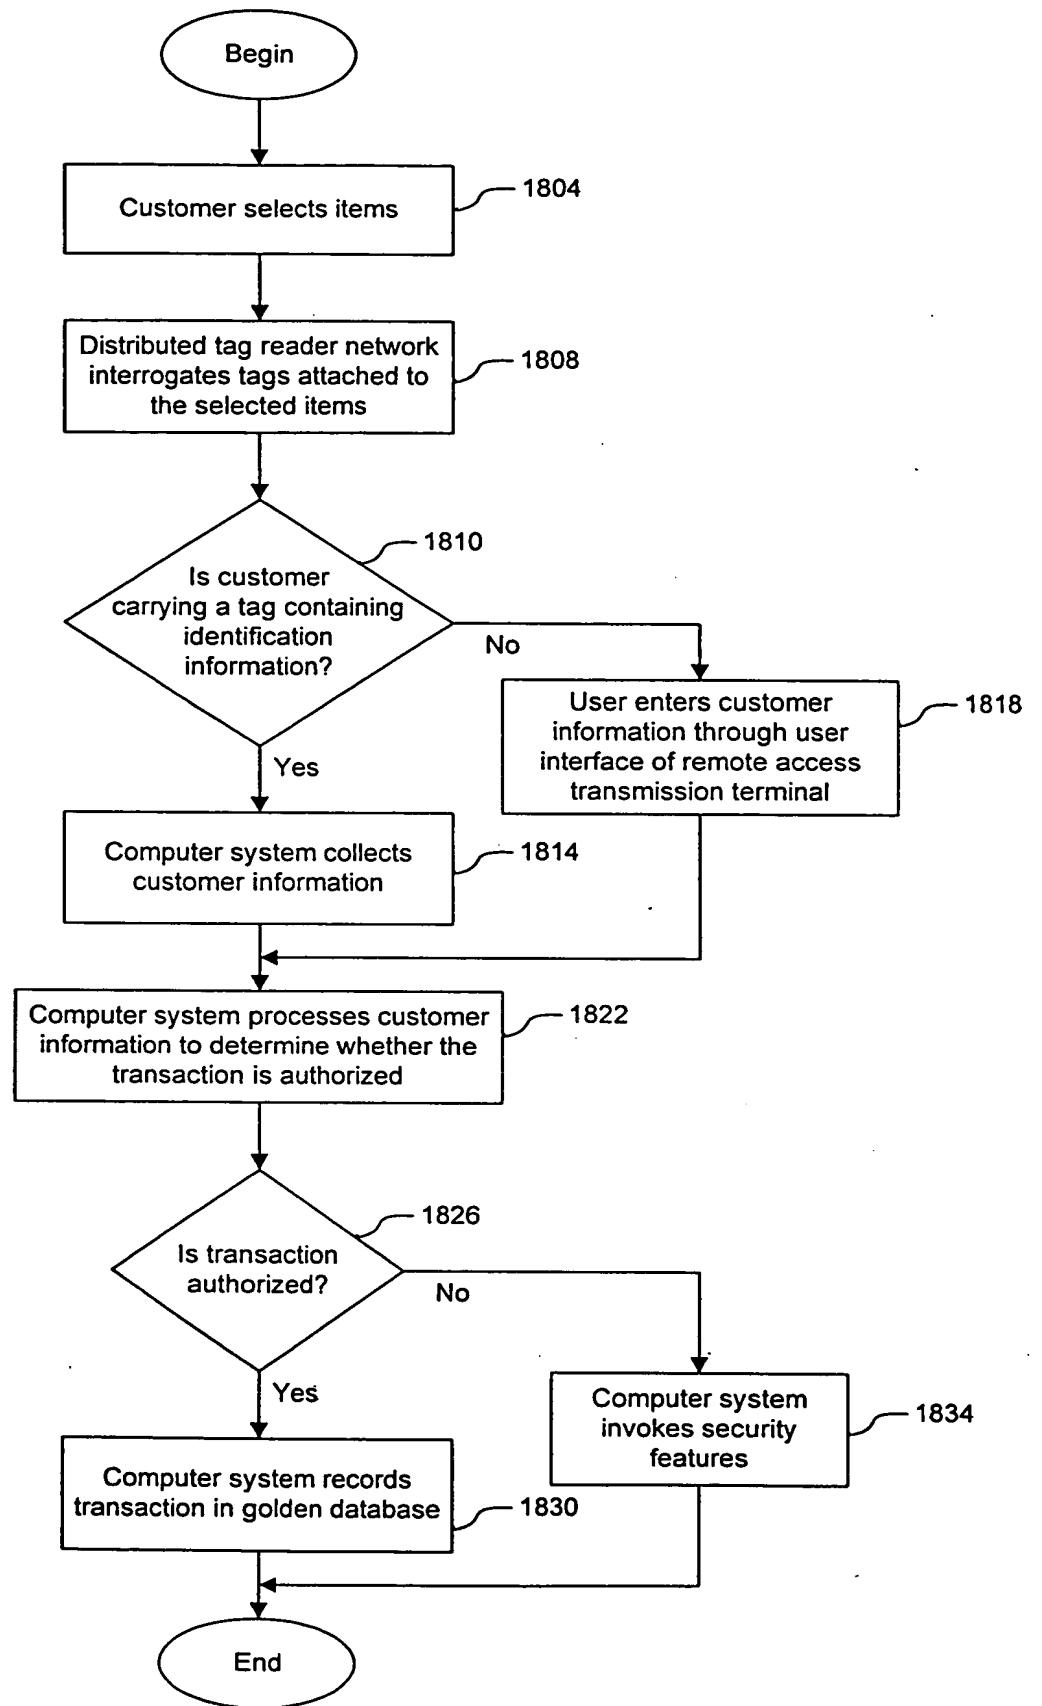 Begin
Customer selects items
1804
Distributed tag reader network
interrogates tags attached to
the selected items
1808
1810
Is customer
carrying a tag containing
identification
information?
No
Yes
User enters customer
information through user
interface of remote access
transmission terminal
1818
Computer system collects
customer information
1814
Computer system processes customer
information to determine whether the
transaction is authorized
1822
1826
Is transaction
authorized?
No
Yes
Computer system
invokes security
features
1834
Computer system records
transaction in golden database
1830
End